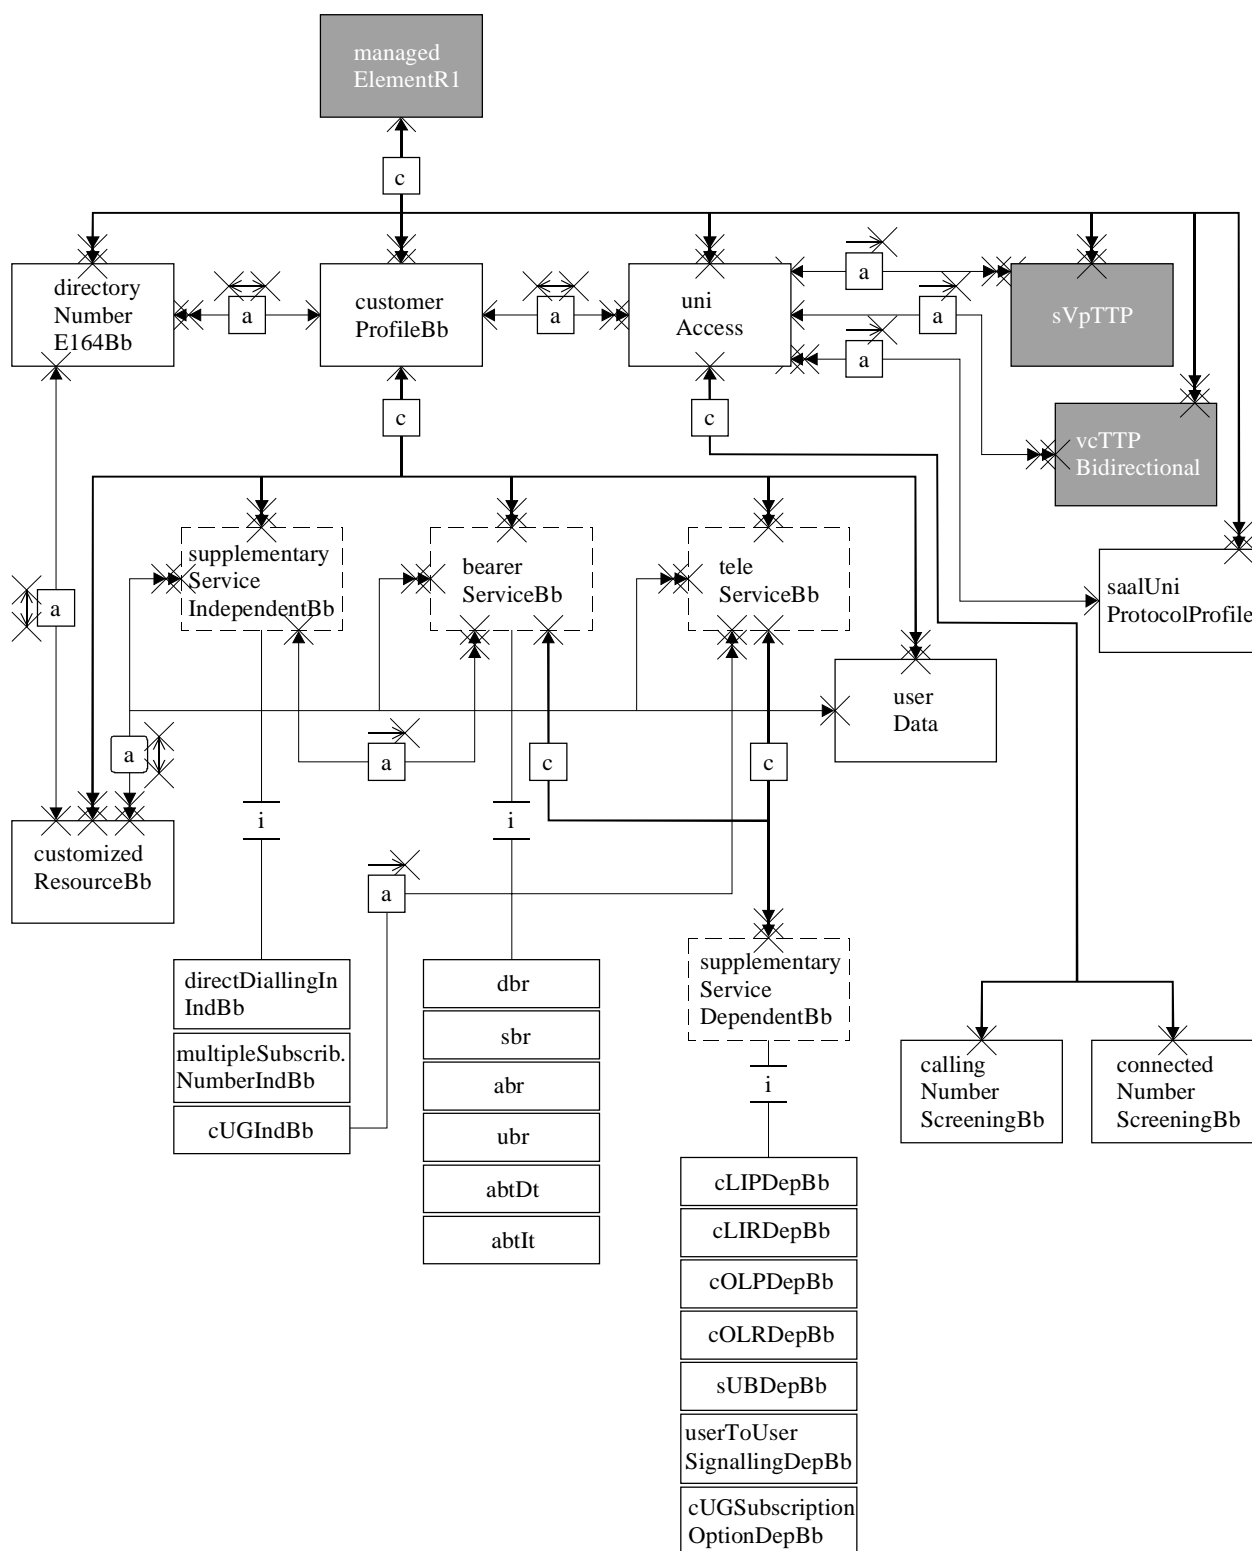 managed
ElementR1
c
directory
Number
E164Bb
a
customer
ProfileBb
a
uni
Access
a
a
a
sVpTTP
vcTTP
Bidirectional
c
c
supplementary
Service
IndependentBb
bearer
ServiceBb
tele
ServiceBb
saalUni
ProtocolProfile
a
user
Data
a
a
c
c
i
i
customized
ResourceBb
a
supplementary
Service
DependentBb
directDiallingIn
IndBb
multipleSubscrib.
NumberIndBb
cUGIndBb
dbr
sbr
abr
ubr
abtDt
abtIt
i
calling
Number
ScreeningBb
connected
Number
ScreeningBb
cLIPDepBb
cLIRDepBb
cOLPDepBb
cOLRDepBb
sUBDepBb
userToUser
SignallingDepBb
cUGSubscription
OptionDepBb